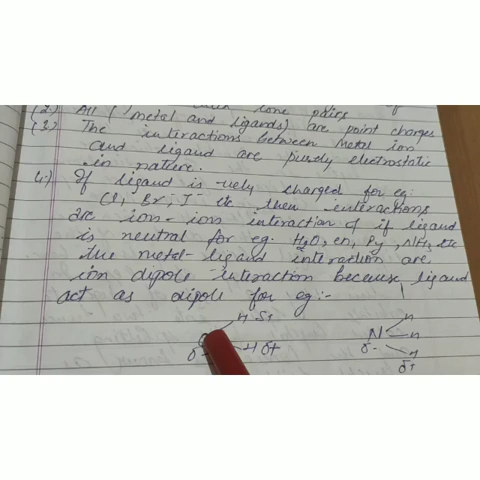 (2.) All (metal and ligands) are point charges
(3.) The interactions between Metal ion
and ligand are purely electrostatic
in nature.
4.) If ligand is -vely charged for eg:
Cl, Br, I⁻ etc then interactions
are ion-ion interaction & if ligand
is neutral for eg. H2O, en, Py, NH3 etc
the metal-ligand interaction are
ion dipole interaction because ligand
act as dipole for eg:-
H δ+
N H
δ- H δ+
δ- H
H
δ+